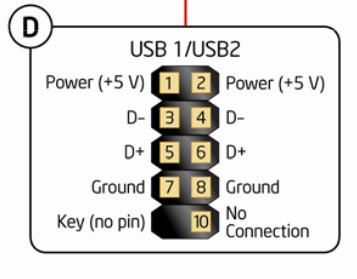 D
USB 1/USB2
Power (+5 V) 1 2 Power (+5 V)
D- 3 4 D-
D+ 5 6 D+
Ground 7 8 Ground
Key (no pin) 10 No
Connection